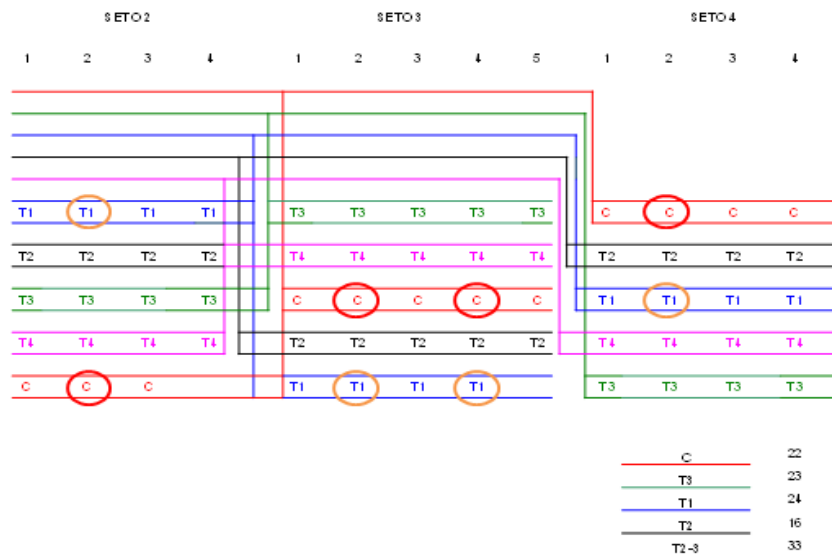 SETO 2 SETO 3 SETO 4
1 2 3 4 1 2 3 4 5 1 2 3 4
T1 T1 T1 T1 T3 T3 T3 T3 T3 C C C C
T2 T2 T2 T2 T4 T4 T4 T4 T4 T2 T2 T2 T2
T3 T3 T3 T3 C C C C C T1 T1 T1 T1
T4 T4 T4 T4 T2 T2 T2 T2 T2 T4 T4 T4 T4
C C C T1 T1 T1 T1 T3 T3 T3 T3
C 22
T3 23
T1 24
T2 16
T2-3 33